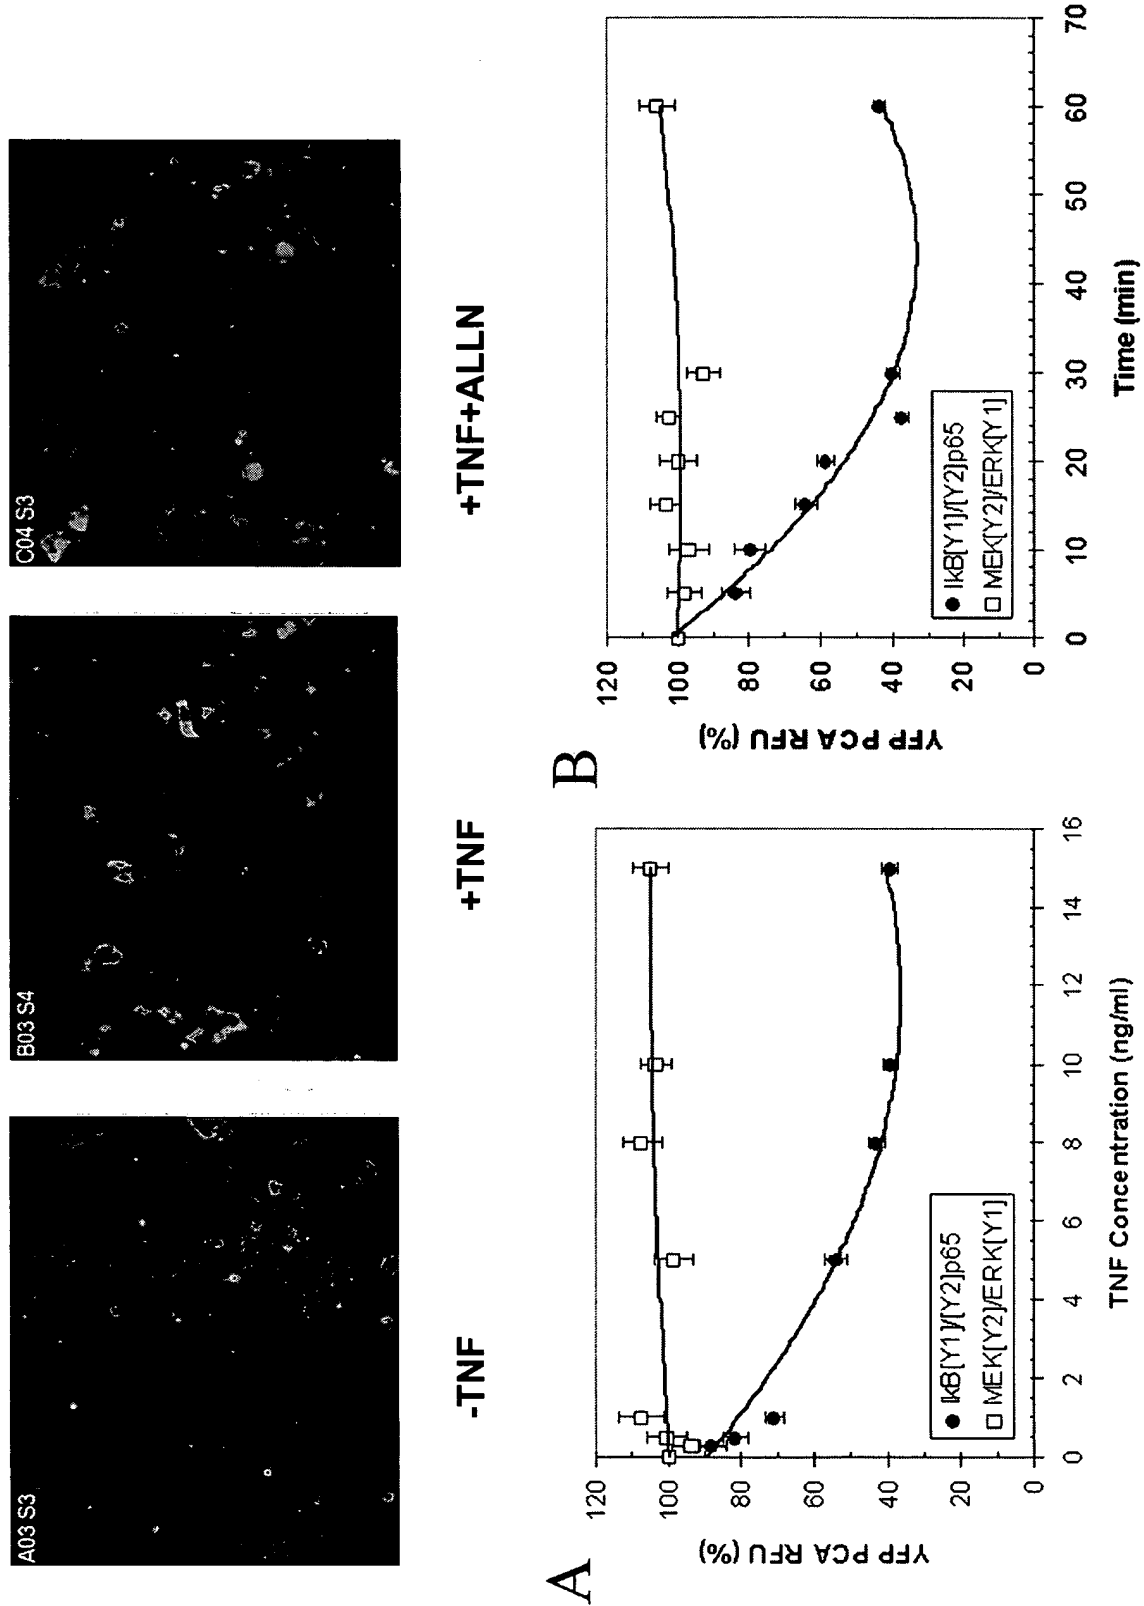 A03 S3
B03 S4
C04 S3
-TNF
+TNF
+TNF+ALLN
A
YFP PCA RFU (%)
120
100
80
60
40
20
0
IkB[Y1]/[Y2]p65
MEK[Y2]/ERK[Y1]
0
2
4
6
8
10
12
14
16
TNF Concentration (ng/ml)
B
YFP PCA RFU (%)
120
100
80
60
40
20
0
IkB[Y1]/[Y2]p65
MEK[Y2]/ERK[Y1]
0
10
20
30
40
50
60
70
Time (min)